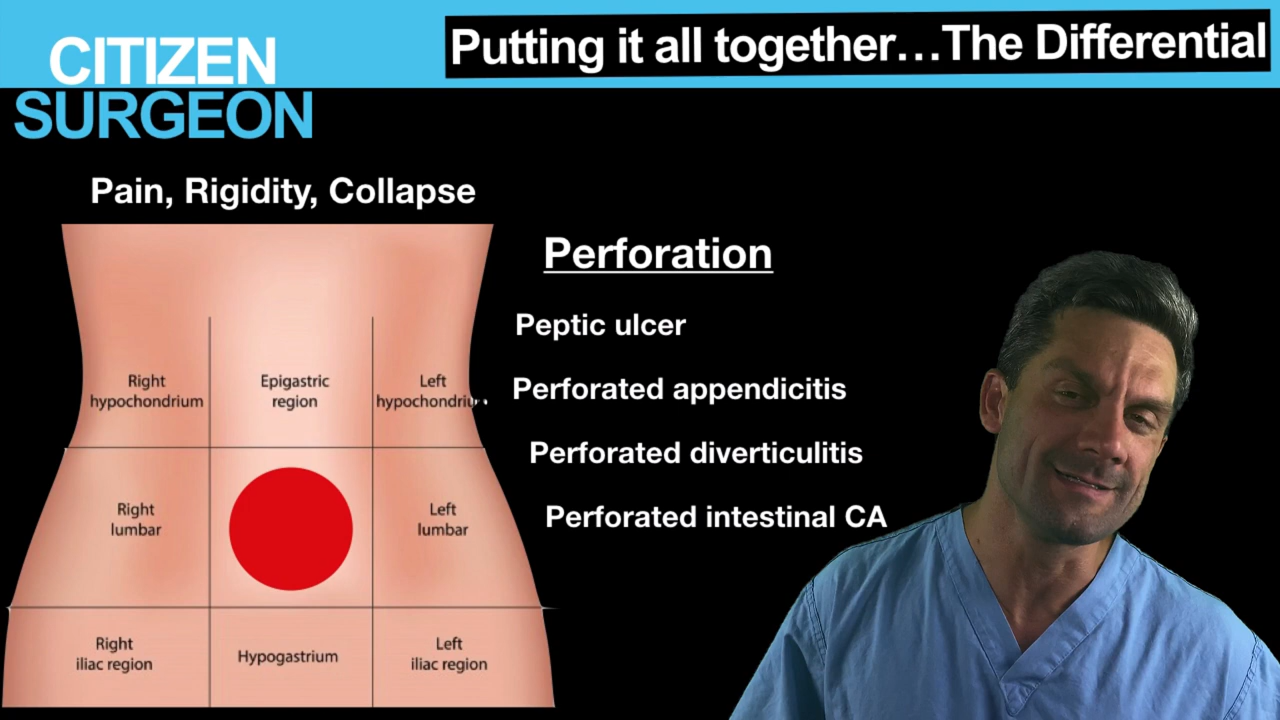 CITIZEN
SURGEON
Putting it all together...The Differential
Pain, Rigidity, Collapse
Perforation
Peptic ulcer
Perforated appendicitis
Perforated diverticulitis
Perforated intestinal CA
Right
hypochondrium
Epigastric
region
Left
hypochondrium
Right
lumbar
Left
lumbar
Right
iliac region
Hypogastrium
Left
iliac region